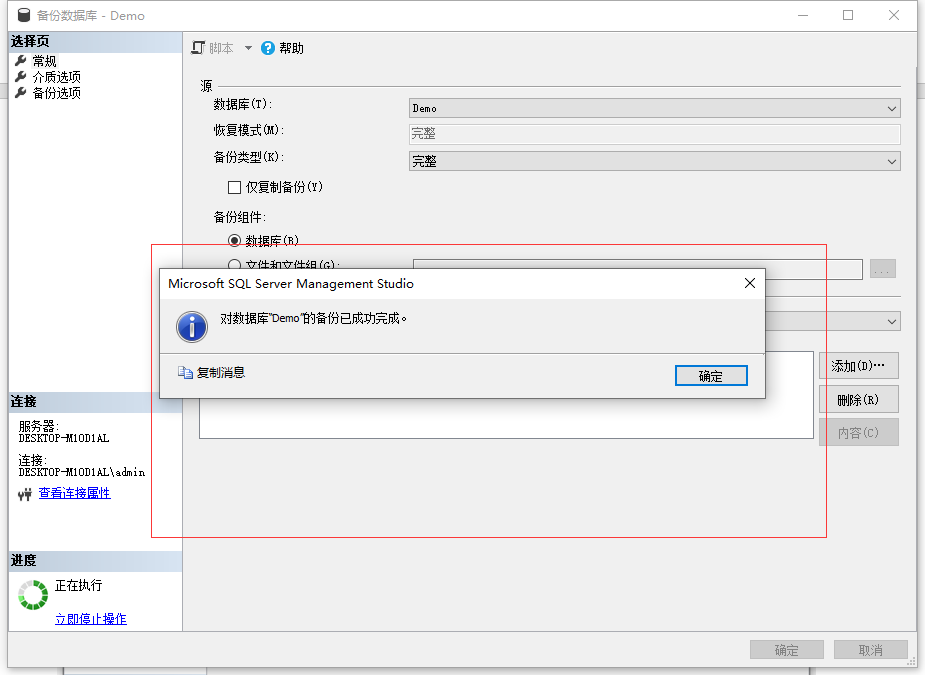 备份数据库 - Demo
选择页
常规
介质选项
备份选项
脚本
帮助
源
数据库(T):
Demo
恢复模式(M):
完整
备份类型(K):
完整
仅复制备份(Y)
备份组件:
数据库(B)
文件和文件组(G):
...
Microsoft SQL Server Management Studio
对数据库“Demo”的备份已成功完成。
复制消息
确定
添加(D)…
删除(R)
内容(C)
连接
服务器:
DESKTOP-M1OD1AL
连接:
DESKTOP-M1OD1AL\admin
查看连接属性
进度
正在执行
立即停止操作
确定
取消